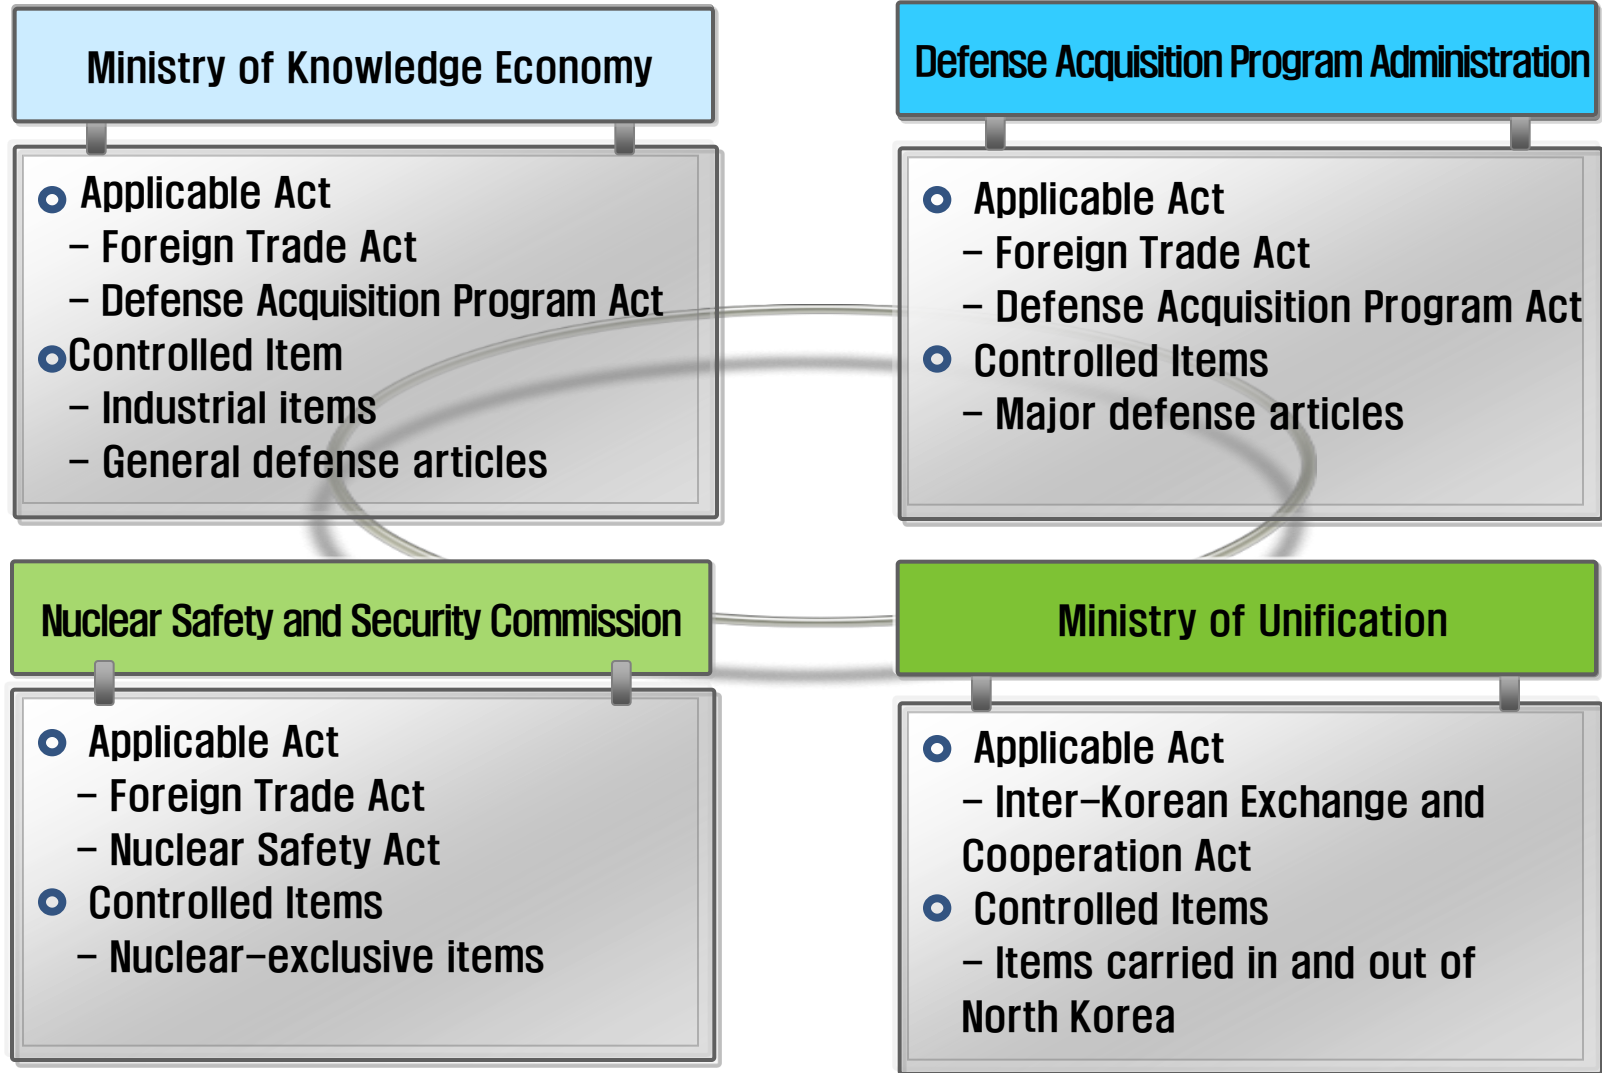 Ministry of Knowledge Economy
Applicable Act
– Foreign Trade Act
– Defense Acquisition Program Act
Controlled Item
– Industrial items
– General defense articles
Defense Acquisition Program Administration
Applicable Act
– Foreign Trade Act
– Defense Acquisition Program Act
Controlled Items
– Major defense articles
Nuclear Safety and Security Commission
Applicable Act
– Foreign Trade Act
– Nuclear Safety Act
Controlled Items
– Nuclear–exclusive items
Ministry of Unification
Applicable Act
– Inter–Korean Exchange and
Cooperation Act
Controlled Items
– Items carried in and out of
North Korea